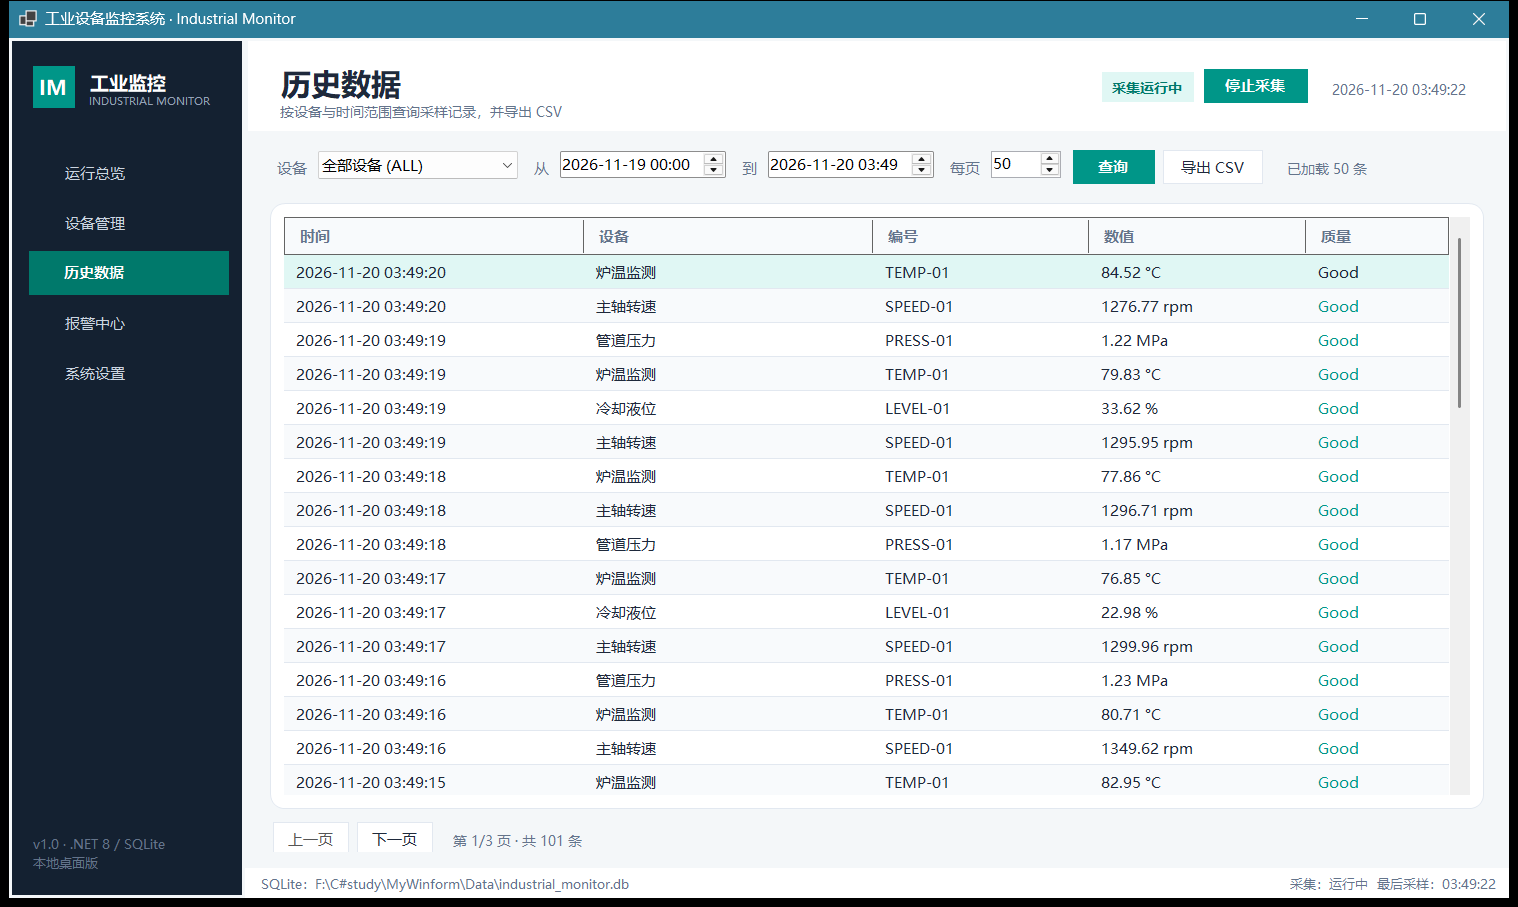 工业设备监控系统 · Industrial Monitor
IM
工业监控
INDUSTRIAL MONITOR
运行总览
设备管理
历史数据
报警中心
系统设置
v1.0 · .NET 8 / SQLite
本地桌面版
历史数据
按设备与时间范围查询采样记录，并导出 CSV
采集运行中
停止采集
2026-11-20 03:49:22
设备 全部设备 (ALL) 从 2026-11-19 00:00 到 2026-11-20 03:49 每页 50 查询 导出 CSV 已加载 50 条
时间 设备 编号 数值 质量
2026-11-20 03:49:20 炉温监测 TEMP-01 84.52 °C Good
2026-11-20 03:49:20 主轴转速 SPEED-01 1276.77 rpm Good
2026-11-20 03:49:19 管道压力 PRESS-01 1.22 MPa Good
2026-11-20 03:49:19 炉温监测 TEMP-01 79.83 °C Good
2026-11-20 03:49:19 冷却液位 LEVEL-01 33.62 % Good
2026-11-20 03:49:19 主轴转速 SPEED-01 1295.95 rpm Good
2026-11-20 03:49:18 炉温监测 TEMP-01 77.86 °C Good
2026-11-20 03:49:18 主轴转速 SPEED-01 1296.71 rpm Good
2026-11-20 03:49:18 管道压力 PRESS-01 1.17 MPa Good
2026-11-20 03:49:17 炉温监测 TEMP-01 76.85 °C Good
2026-11-20 03:49:17 冷却液位 LEVEL-01 22.98 % Good
2026-11-20 03:49:17 主轴转速 SPEED-01 1299.96 rpm Good
2026-11-20 03:49:16 管道压力 PRESS-01 1.23 MPa Good
2026-11-20 03:49:16 炉温监测 TEMP-01 80.71 °C Good
2026-11-20 03:49:16 主轴转速 SPEED-01 1349.62 rpm Good
2026-11-20 03:49:15 炉温监测 TEMP-01 82.95 °C Good
上一页 下一页 第 1/3 页 · 共 101 条
SQLite：F:\C#study\MyWinform\Data\industrial_monitor.db
采集：运行中 最后采样：03:49:22